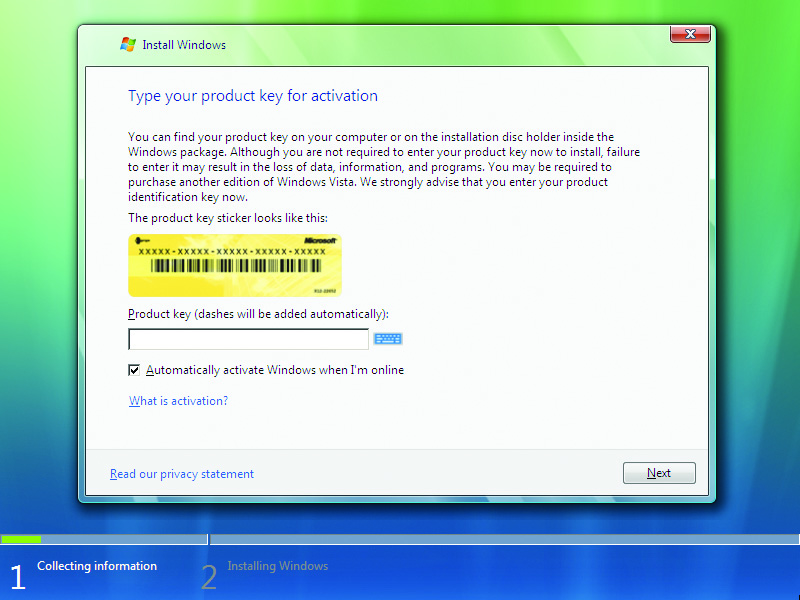 Install Windows
Type your product key for activation
You can find your product key on your computer or on the installation disc holder inside the
Windows package. Although you are not required to enter your product key now to install, failure
to enter it may result in the loss of data, information, and programs. You may be required to
purchase another edition of Windows Vista. We strongly advise that you enter your product
identification key now.
The product key sticker looks like this:
Microsoft
XXXXX-XXXXX-XXXXX-XXXXX-XXXXX
Product key (dashes will be added automatically):
Automatically activate Windows when I'm online
What is activation?
Read our privacy statement
Next
1 Collecting information
2 Installing Windows